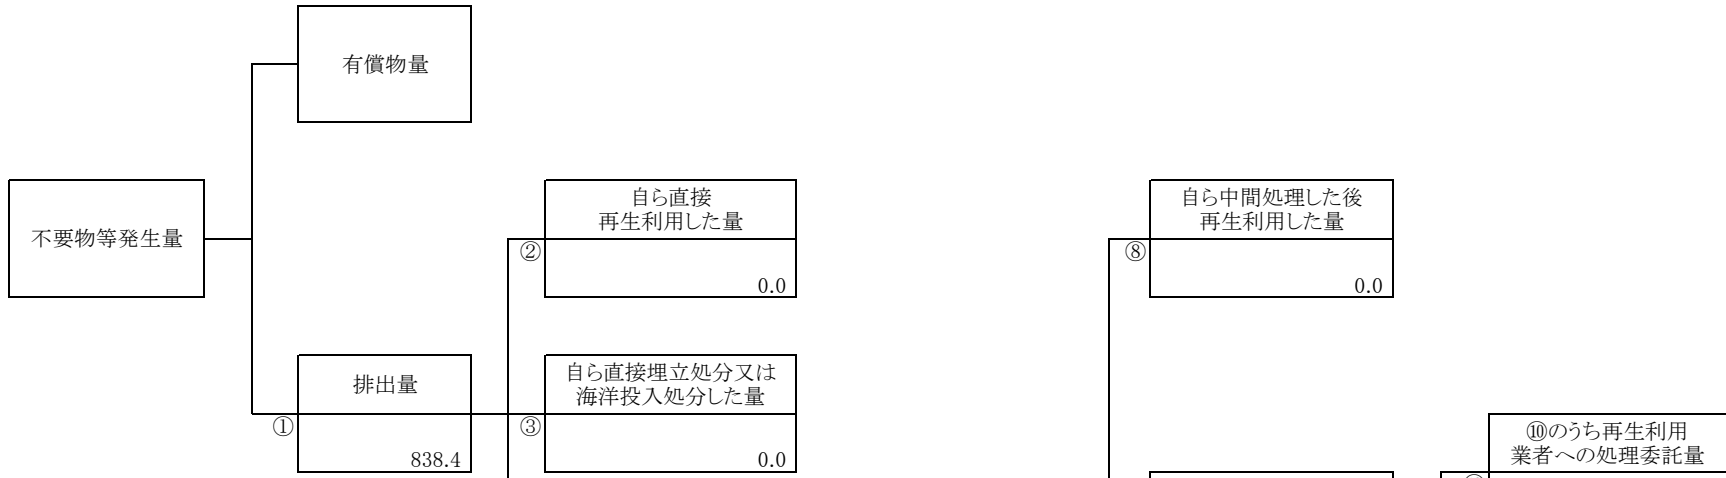 有償物量
不要物等発生量
自ら直接
再生利用した量
②
0.0
自ら中間処理した後
再生利用した量
⑧
0.0
排出量
①
838.4
自ら直接埋立処分又は
海洋投入処分した量
③
0.0
⑩のうち再生利用
業者への処理委託量